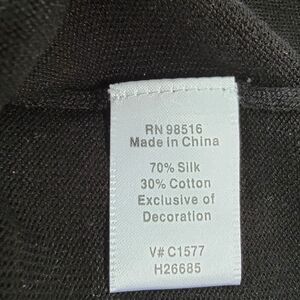 RN 98516
Made in China
70% Silk
30% Cotton
Exclusive of
Decoration
V# C1577
H26685